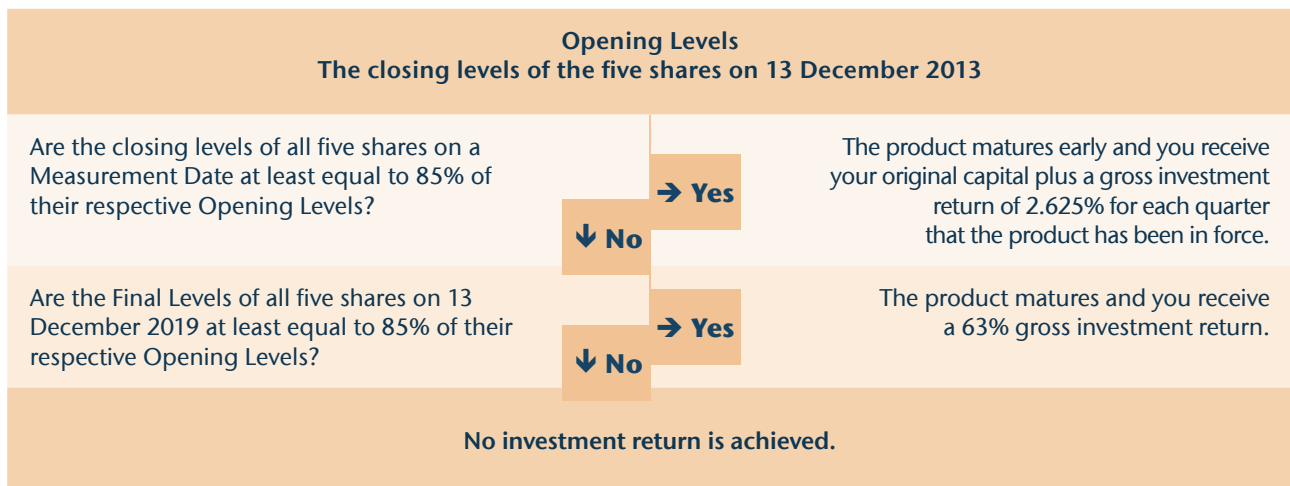 Opening Levels
The closing levels of the five shares on 13 December 2013
Are the closing levels of all five shares on a
Measurement Date at least equal to 85% of
their respective Opening Levels?
→ Yes
↓ No
The product matures early and you receive
your original capital plus a gross investment
return of 2.625% for each quarter
that the product has been in force.
Are the Final Levels of all five shares on 13
December 2019 at least equal to 85% of their
respective Opening Levels?
→ Yes
↓ No
The product matures and you receive
a 63% gross investment return.
No investment return is achieved.